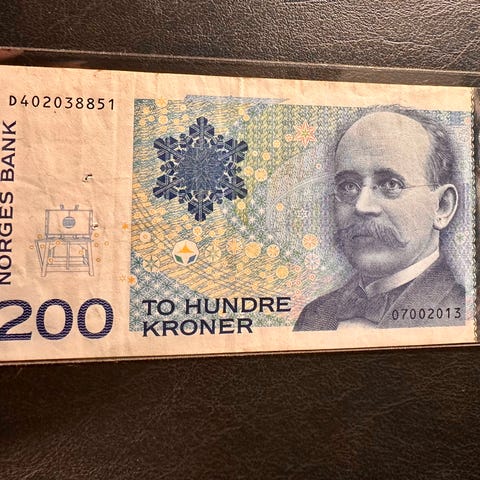 D402038851
NORGES BANK
200
TO HUNDRE
KRONER
07002013